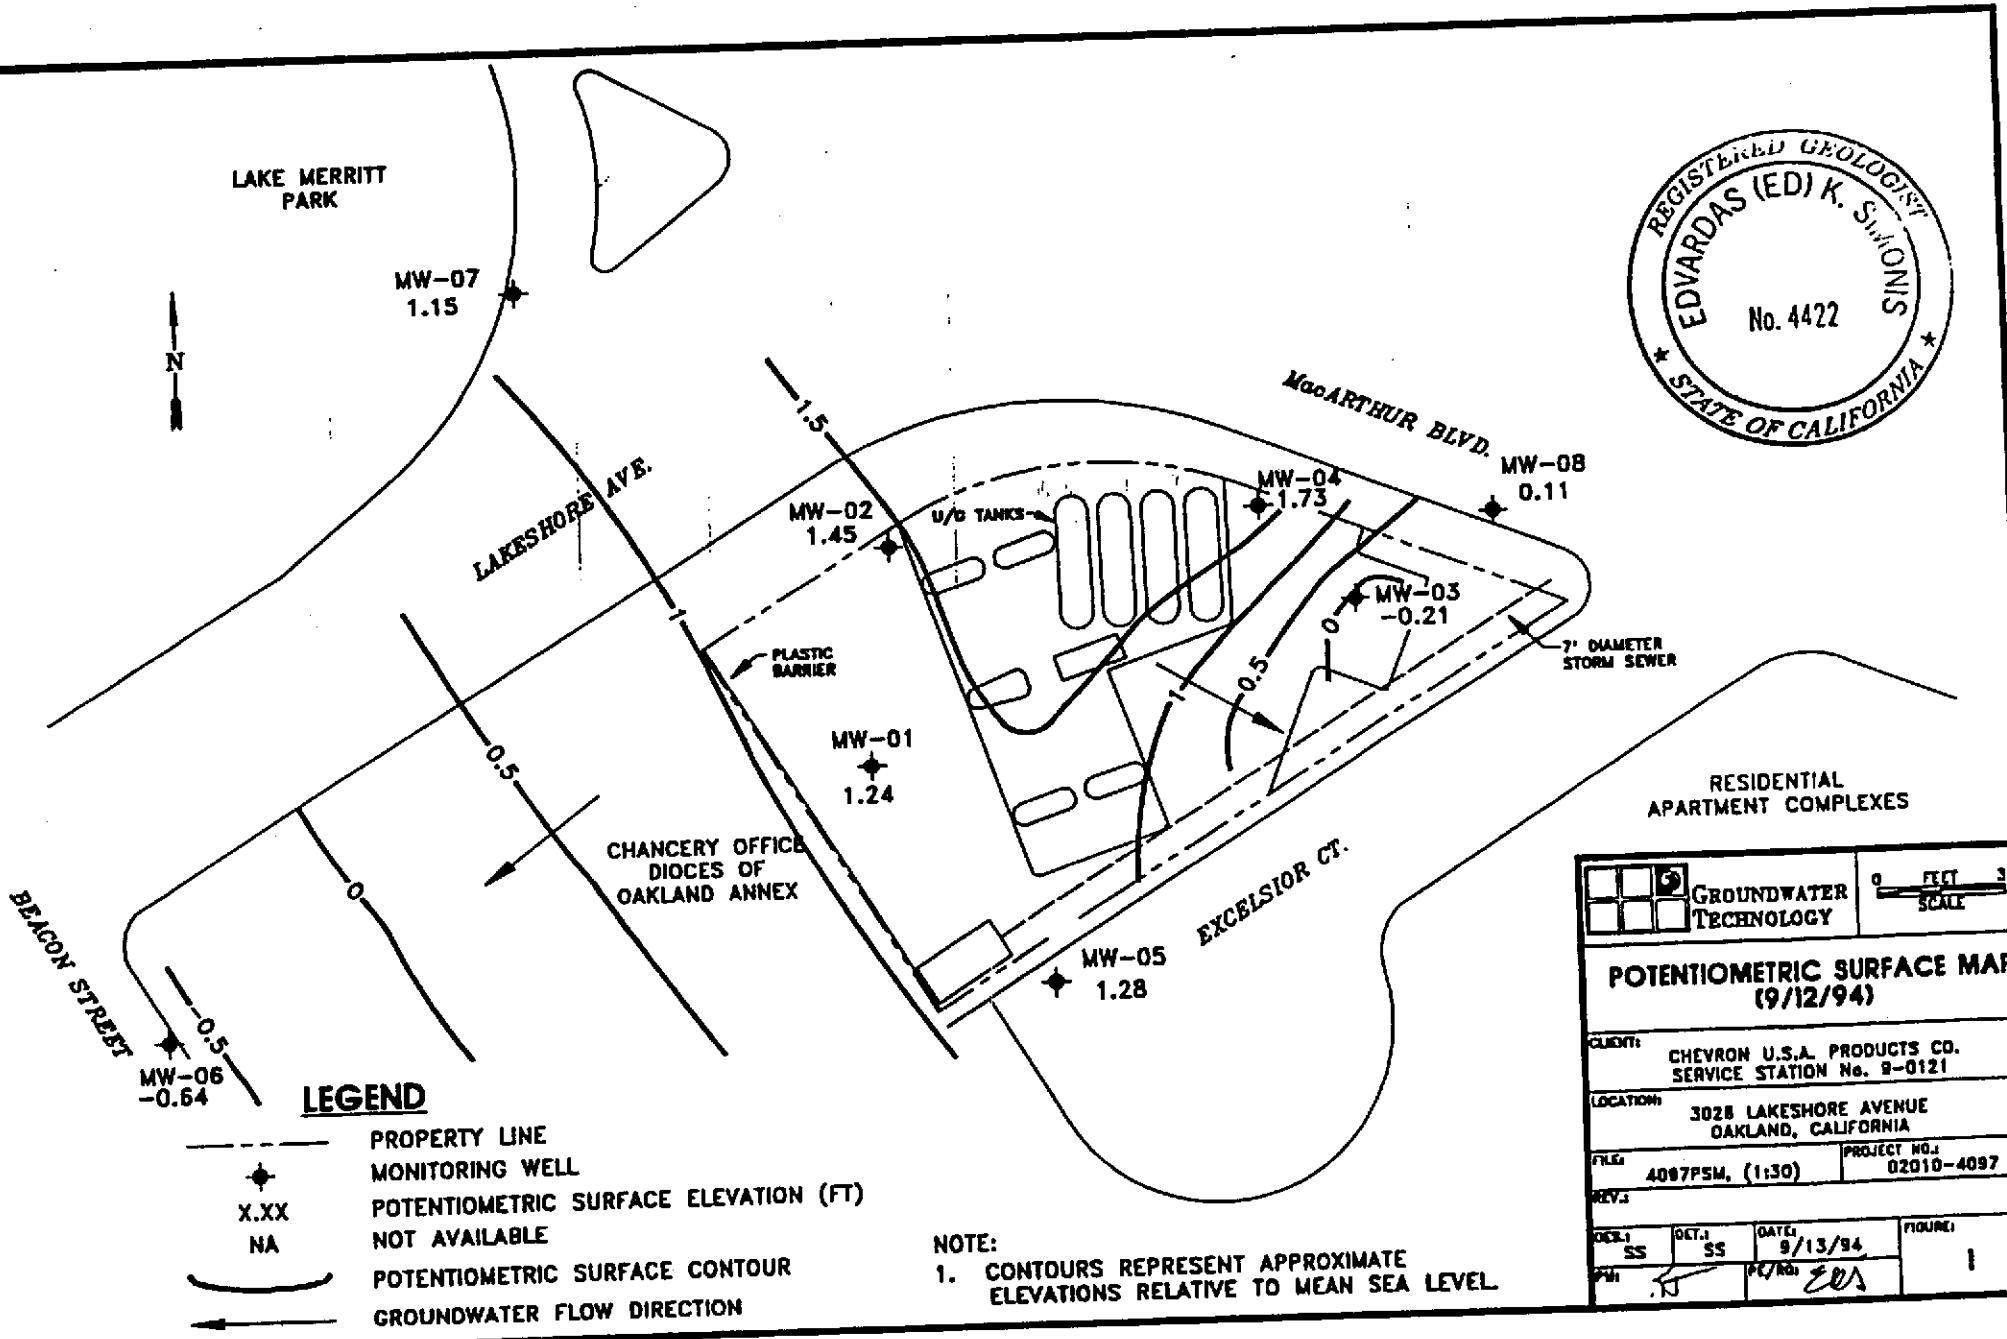 LAKE MERRITT
PARK
MW-07
1.15
N
REGISTERED GEOLOGIST
EDVARDAS (ED) K. SIMONIS
No. 4422
★ STATE OF CALIFORNIA ★
MacARTHUR BLVD.
LAKESHORE AVE.
1.5
MW-02
1.45
U/G TANKS
MW-04
1.73
MW-08
0.11
MW-03
-0.21
0
0.5
1
1
7' DIAMETER
STORM SEWER
PLASTIC
BARRIER
MW-01
1.24
0.5
0
-0.5
CHANCERY OFFICE
DIOCES OF
OAKLAND ANNEX
RESIDENTIAL
APARTMENT COMPLEXES
EXCELSIOR CT.
BEACON STREET
MW-05
1.28
MW-06
-0.64
LEGEND
PROPERTY LINE
MONITORING WELL
X.XX POTENTIOMETRIC SURFACE ELEVATION (FT)
NA NOT AVAILABLE
POTENTIOMETRIC SURFACE CONTOUR
GROUNDWATER FLOW DIRECTION
NOTE:
1. CONTOURS REPRESENT APPROXIMATE
ELEVATIONS RELATIVE TO MEAN SEA LEVEL.
GROUNDWATER
TECHNOLOGY
0 FEET 3
SCALE
POTENTIOMETRIC SURFACE MAP
(9/12/94)
CLIENT:
CHEVRON U.S.A. PRODUCTS CO.
SERVICE STATION No. 9-0121
LOCATION:
3026 LAKESHORE AVENUE
OAKLAND, CALIFORNIA
FILE:
4097PSM, (1:30)
PROJECT NO.:
02010-4097
REV.:
DES.:
SS
DET.:
SS
DATE:
9/13/94
FIGURE:
1
PM:
PE/RG:
EKS